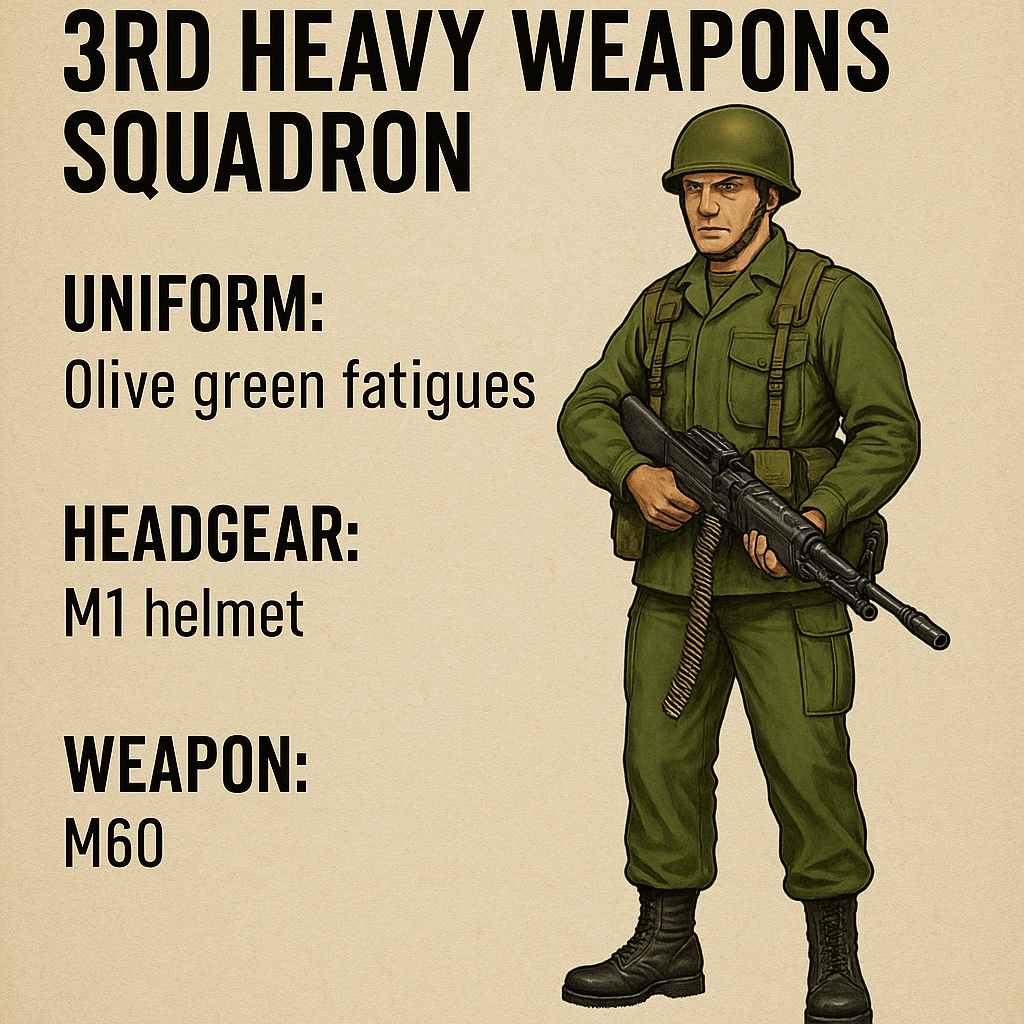 3RD HEAVY WEAPONS
SQUADRON
UNIFORM:
Olive green fatigues
HEADGEAR:
M1 helmet
WEAPON:
M60